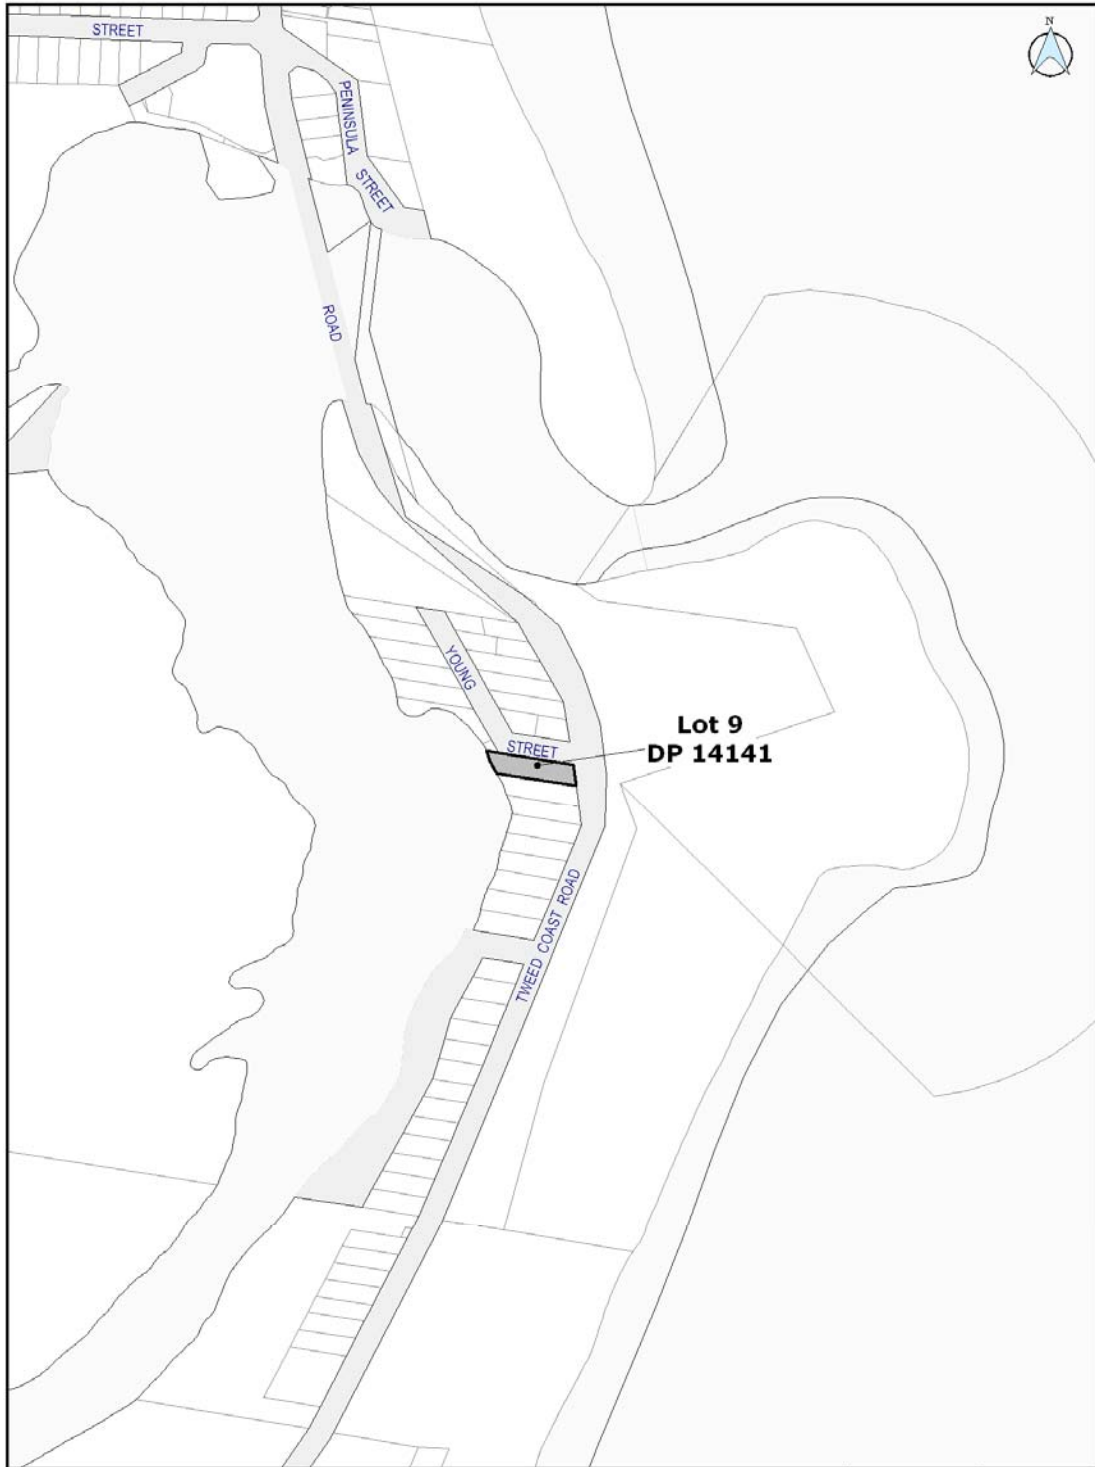 STREET
N
PENINSULA
STREET
ROAD
YOUNG
STREET
Lot 9
DP 14141
TWEED COAST ROAD